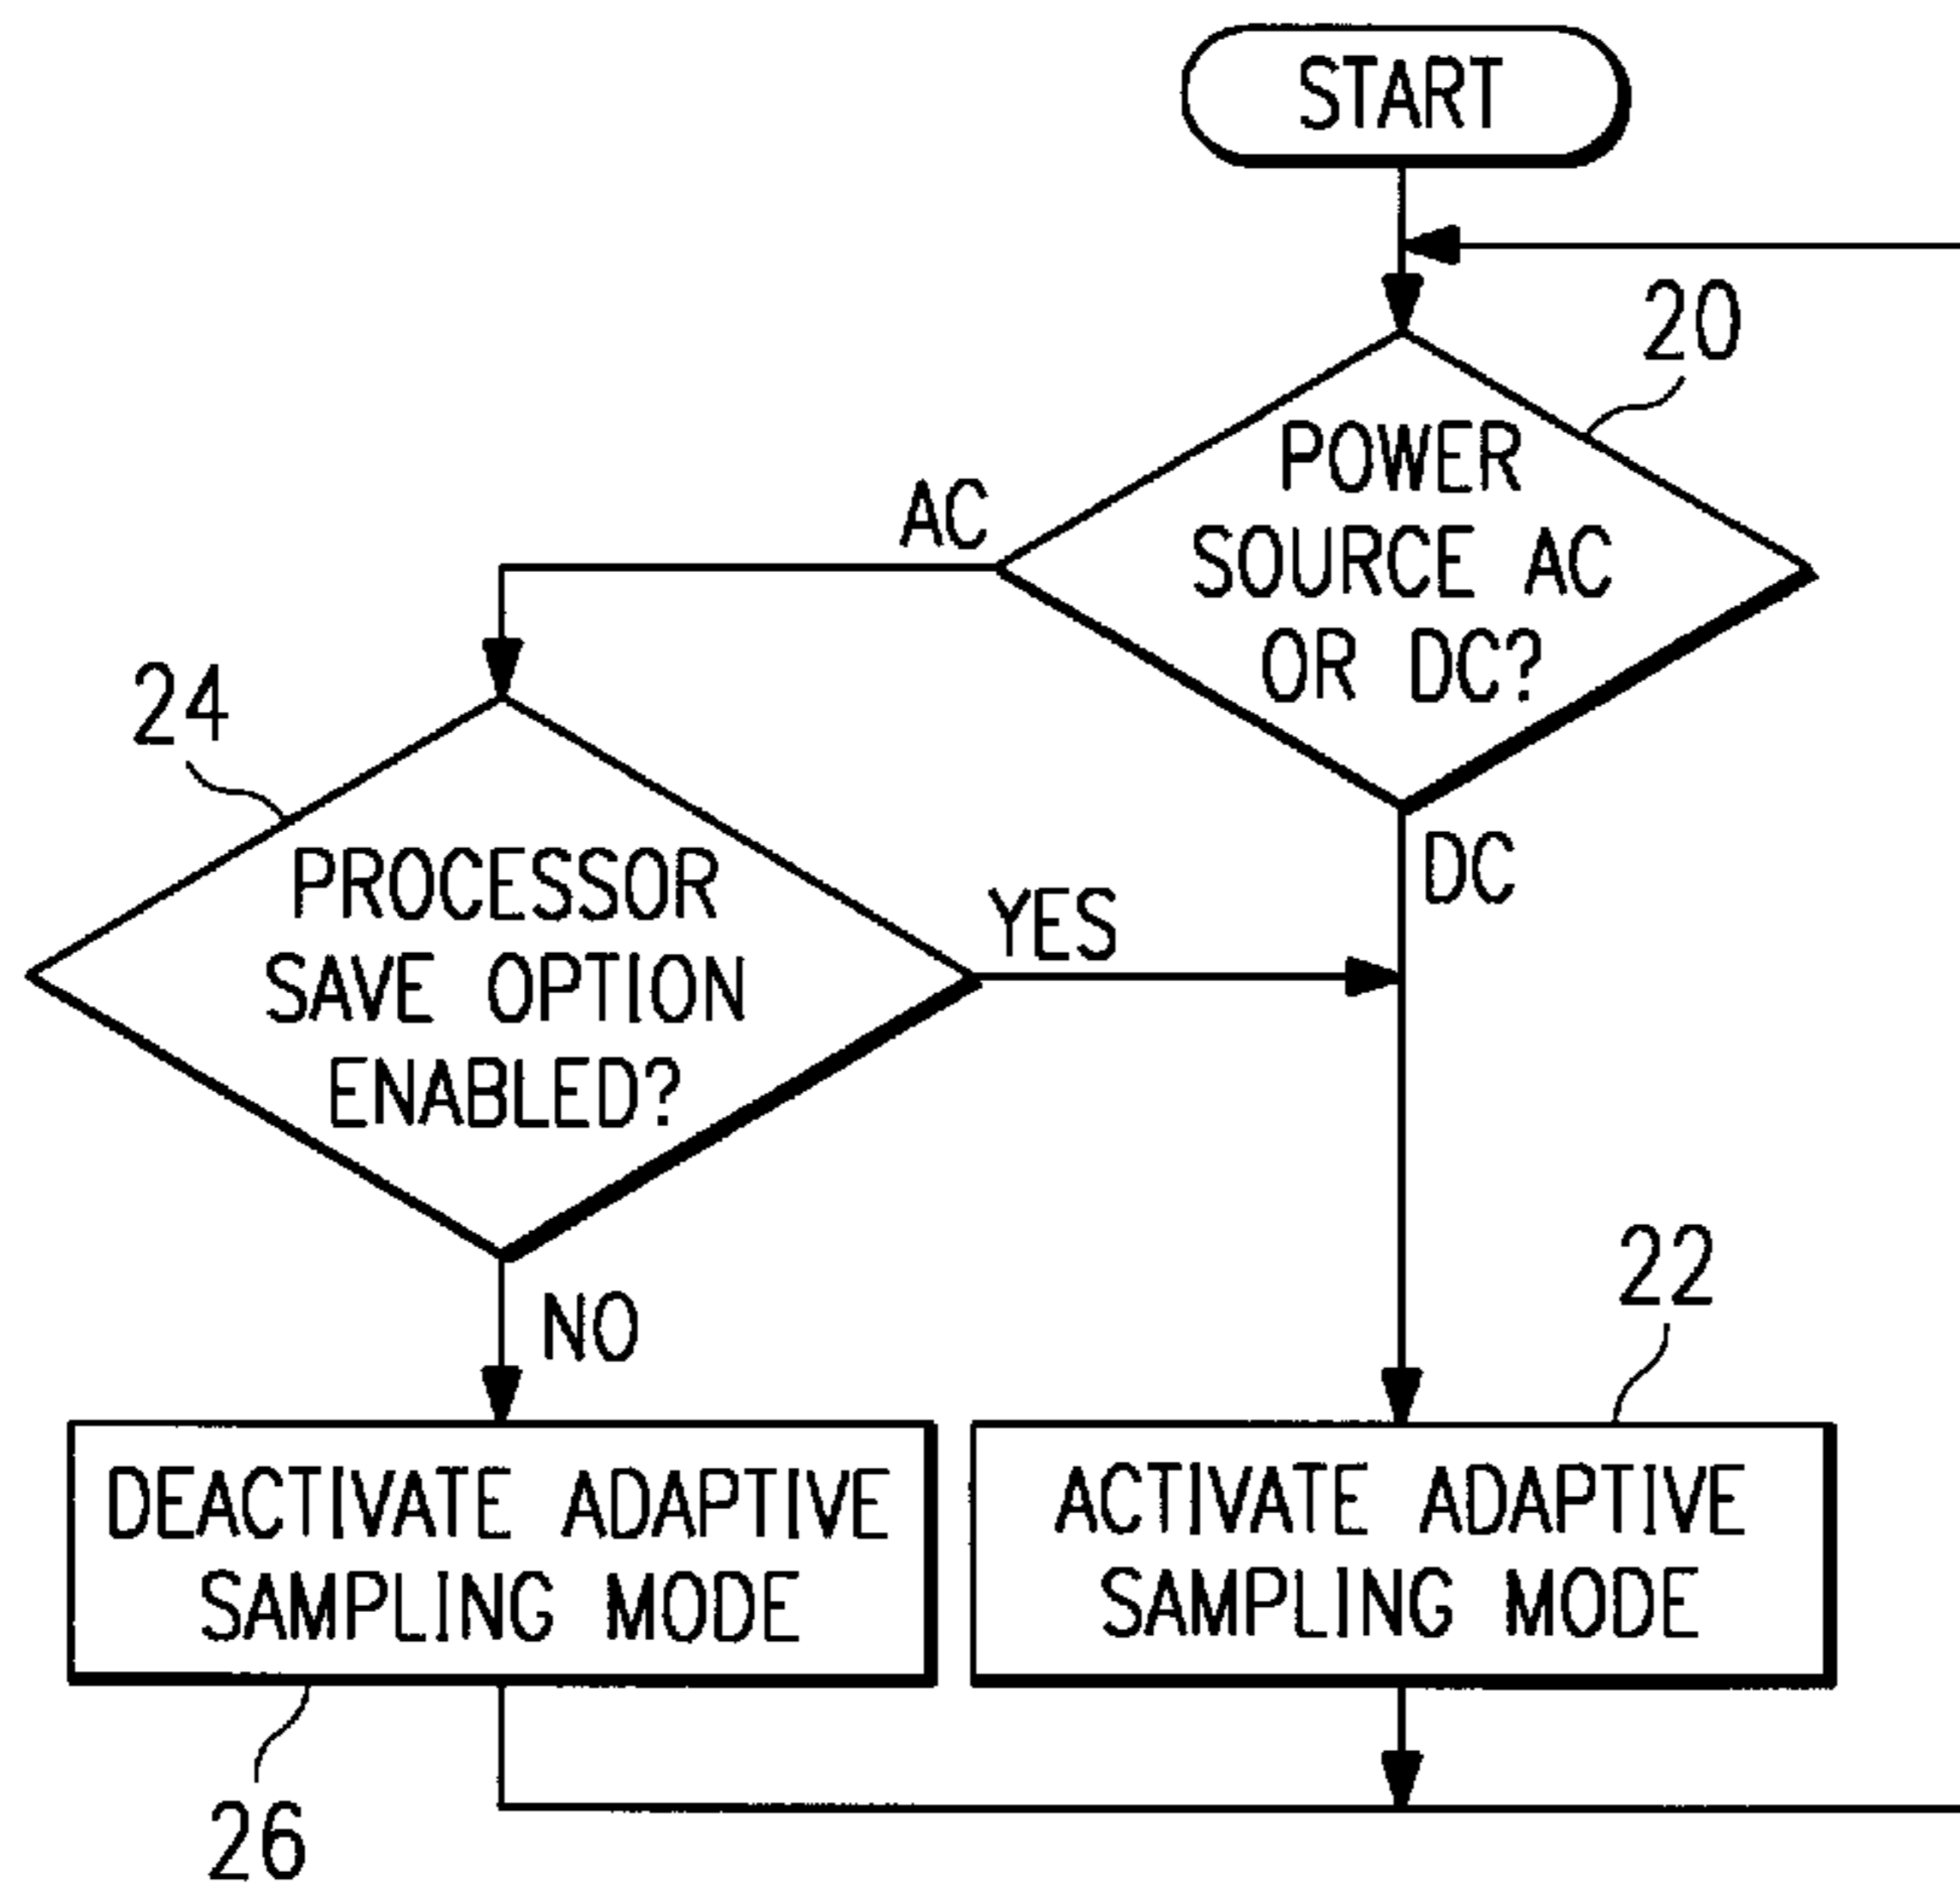 START
20
POWER
SOURCE AC
OR DC?
AC
DC
24
PROCESSOR
SAVE OPTION
ENABLED?
YES
NO
22
DEACTIVATE ADAPTIVE
SAMPLING MODE
ACTIVATE ADAPTIVE
SAMPLING MODE
26